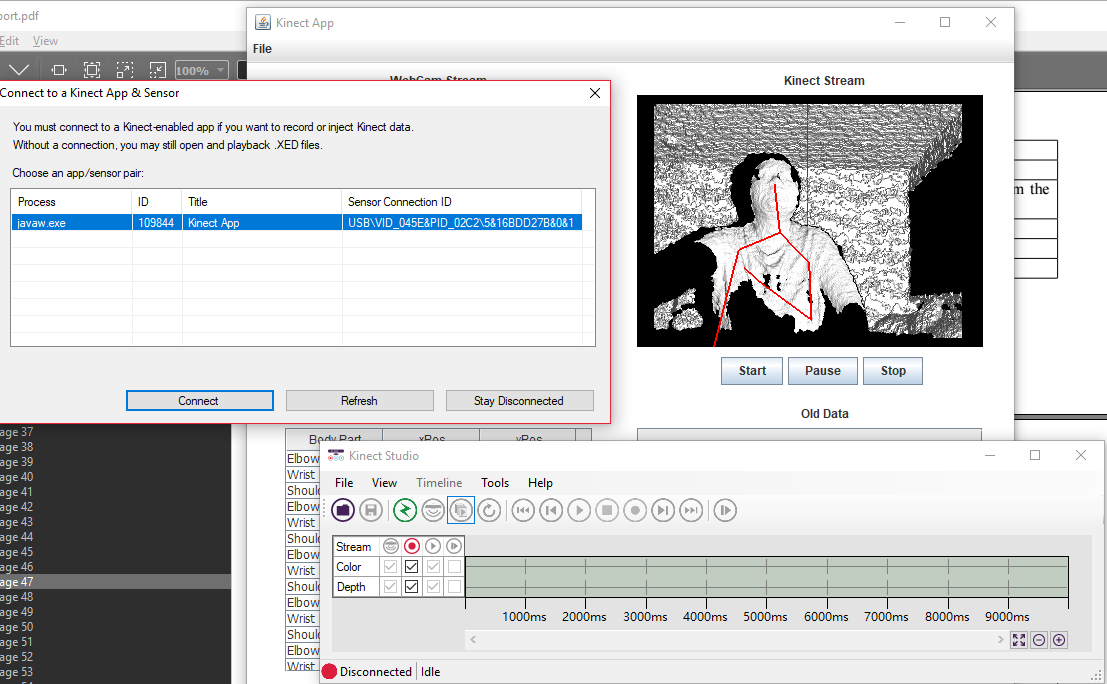 port.pdf
Edit View
100%
Kinect App
File
WebCam Stream
Kinect Stream
Connect to a Kinect App & Sensor
You must connect to a Kinect-enabled app if you want to record or inject Kinect data.
Without a connection, you may still open and playback .XED files.
Choose an app/sensor pair:
Process ID Title Sensor Connection ID
javaw.exe 109844 Kinect App USB\VID_045E&PID_02C2\5&16BDD27B&0&1
Connect Refresh Stay Disconnected
m the
Start Pause Stop
Old Data
age 37
age 38
age 39
age 40
age 41
age 42
age 43
age 44
age 45
age 46
age 47
age 48
age 49
age 50
age 51
age 52
age 53
Body Part xPos yPos
Elbow
Wrist
Should
Elbow
Wrist
Should
Elbow
Wrist
Should
Elbow
Wrist
Should
Elbow
Wrist
Kinect Studio
File View Timeline Tools Help
Stream
Color
Depth
1000ms 2000ms 3000ms 4000ms 5000ms 6000ms 7000ms 8000ms 9000ms
Disconnected Idle